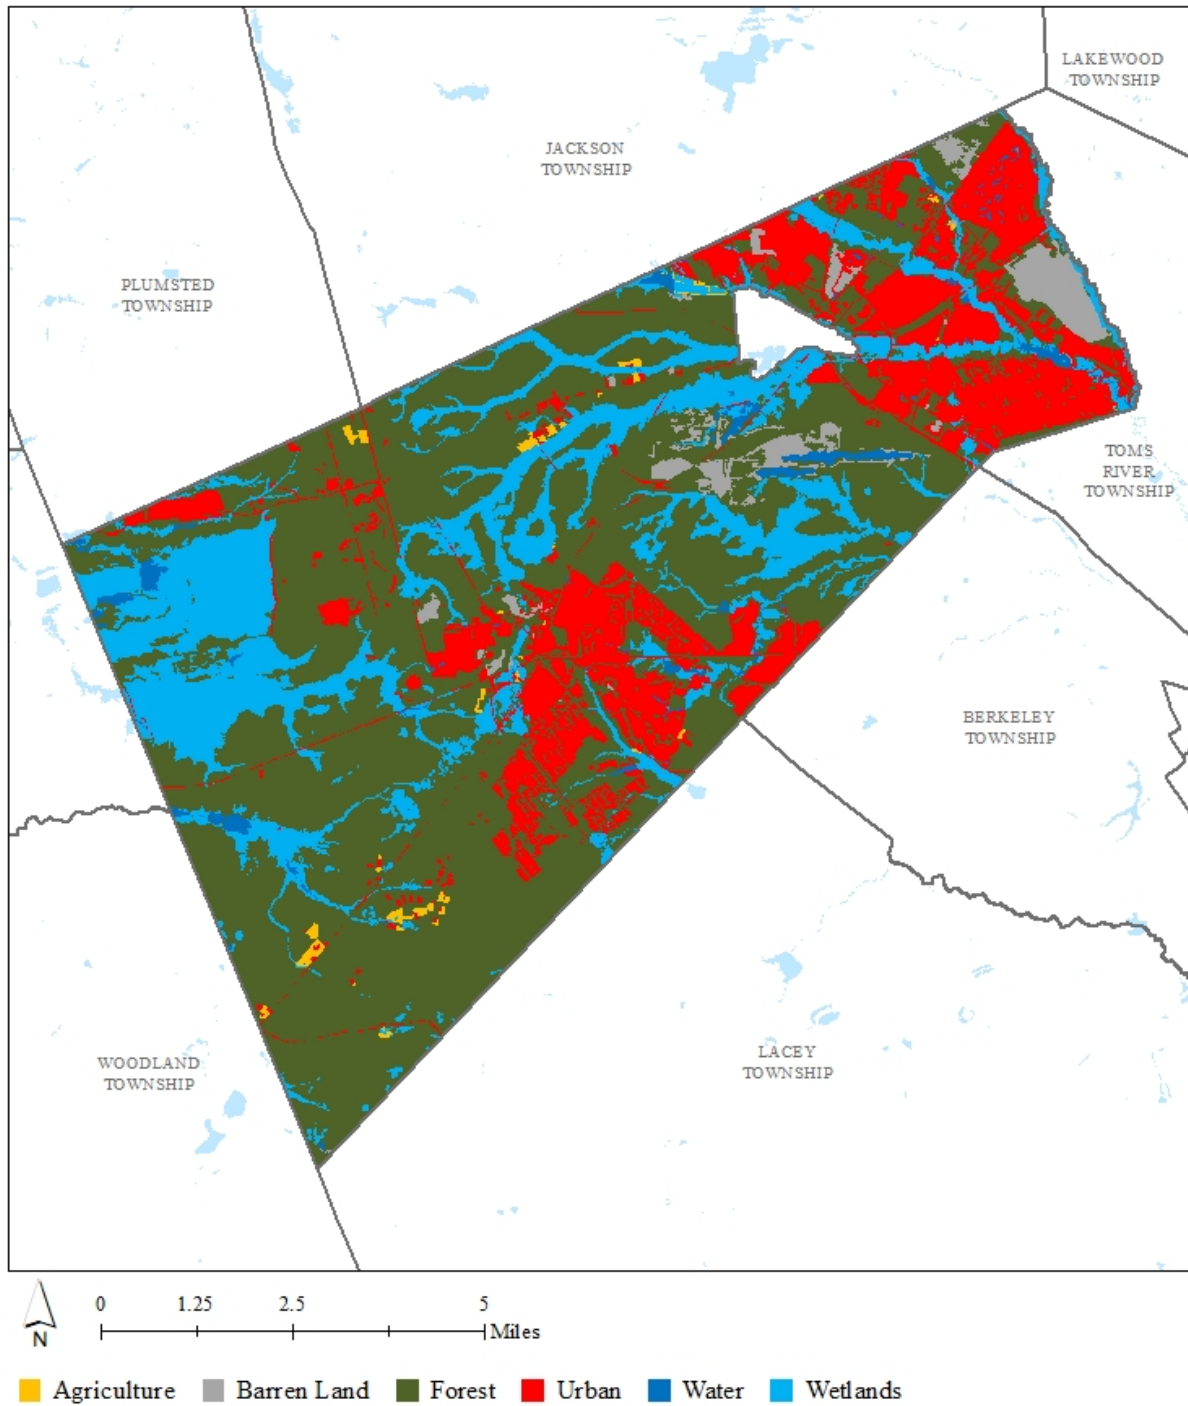 LAKEWOOD
TOWNSHIP
JACKSON
TOWNSHIP
PLUMSTED
TOWNSHIP
TOMS
RIVER
TOWNSHIP
BERKELEY
TOWNSHIP
WOODLAND
TOWNSHIP
LACEY
TOWNSHIP
N
0 1.25 2.5 5
Miles
Agriculture Barren Land Forest Urban Water Wetlands